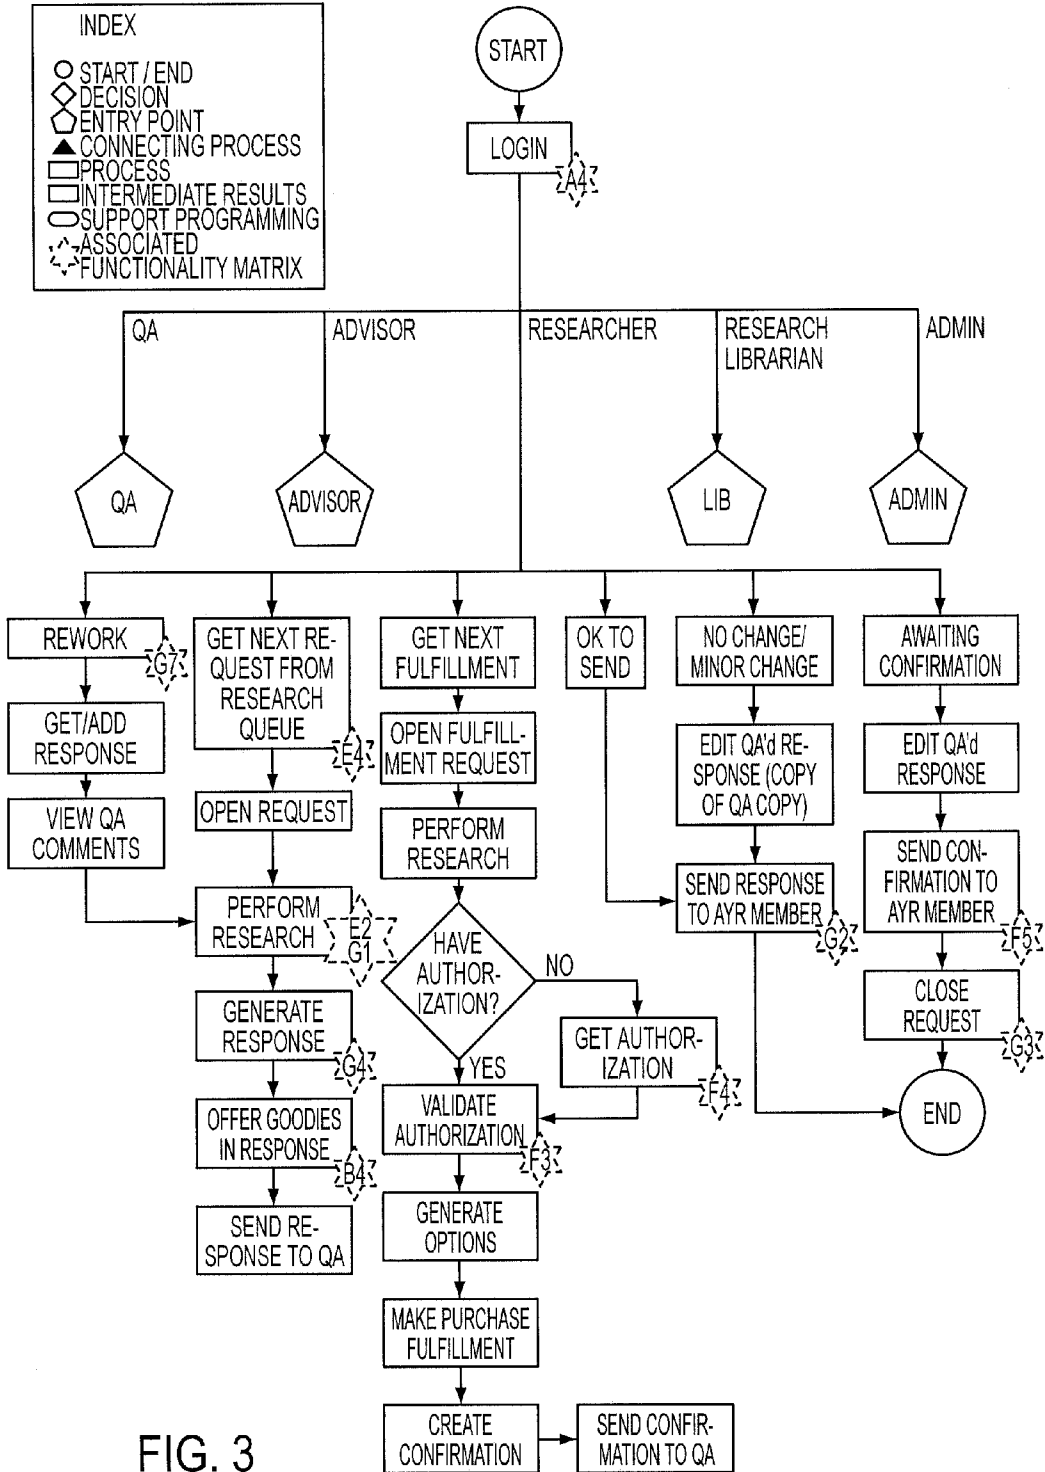 INDEX
START / END
DECISION
ENTRY POINT
CONNECTING PROCESS
PROCESS
INTERMEDIATE RESULTS
SUPPORT PROGRAMMING
ASSOCIATED
FUNCTIONALITY MATRIX
START
LOGIN
A4
QA
ADVISOR
RESEARCHER
RESEARCH
LIBRARIAN
ADMIN
QA
ADVISOR
LIB
ADMIN
REWORK
G7
GET/ADD
RESPONSE
VIEW QA
COMMENTS
GET NEXT RE-
QUEST FROM
RESEARCH
QUEUE
E4
OPEN REQUEST
PERFORM
RESEARCH
E2
G1
GENERATE
RESPONSE
G4
OFFER GOODIES
IN RESPONSE
B4
SEND RE-
SPONSE TO QA
GET NEXT
FULFILLMENT
OPEN FULFILL-
MENT REQUEST
PERFORM
RESEARCH
HAVE
AUTHOR-
IZATION?
NO
YES
GET AUTHOR-
IZATION
F4
VALIDATE
AUTHORIZATION
F3
GENERATE
OPTIONS
MAKE PURCHASE
FULFILLMENT
CREATE
CONFIRMATION
SEND CONFIR-
MATION TO QA
OK TO
SEND
NO CHANGE/
MINOR CHANGE
EDIT QA'd RE-
SPONSE (COPY
OF QA COPY)
SEND RESPONSE
TO AYR MEMBER
G2
AWAITING
CONFIRMATION
EDIT QA'd
RESPONSE
SEND CON-
FIRMATION TO
AYR MEMBER
F5
CLOSE
REQUEST
G3
END
FIG. 3